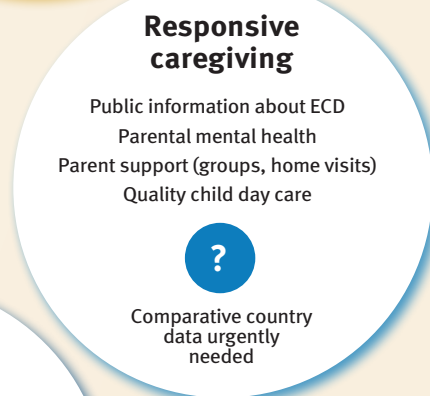 Responsive
caregiving
Public information about ECD
Parental mental health
Parent support (groups, home visits)
Quality child day care
?
Comparative country
data urgently
needed